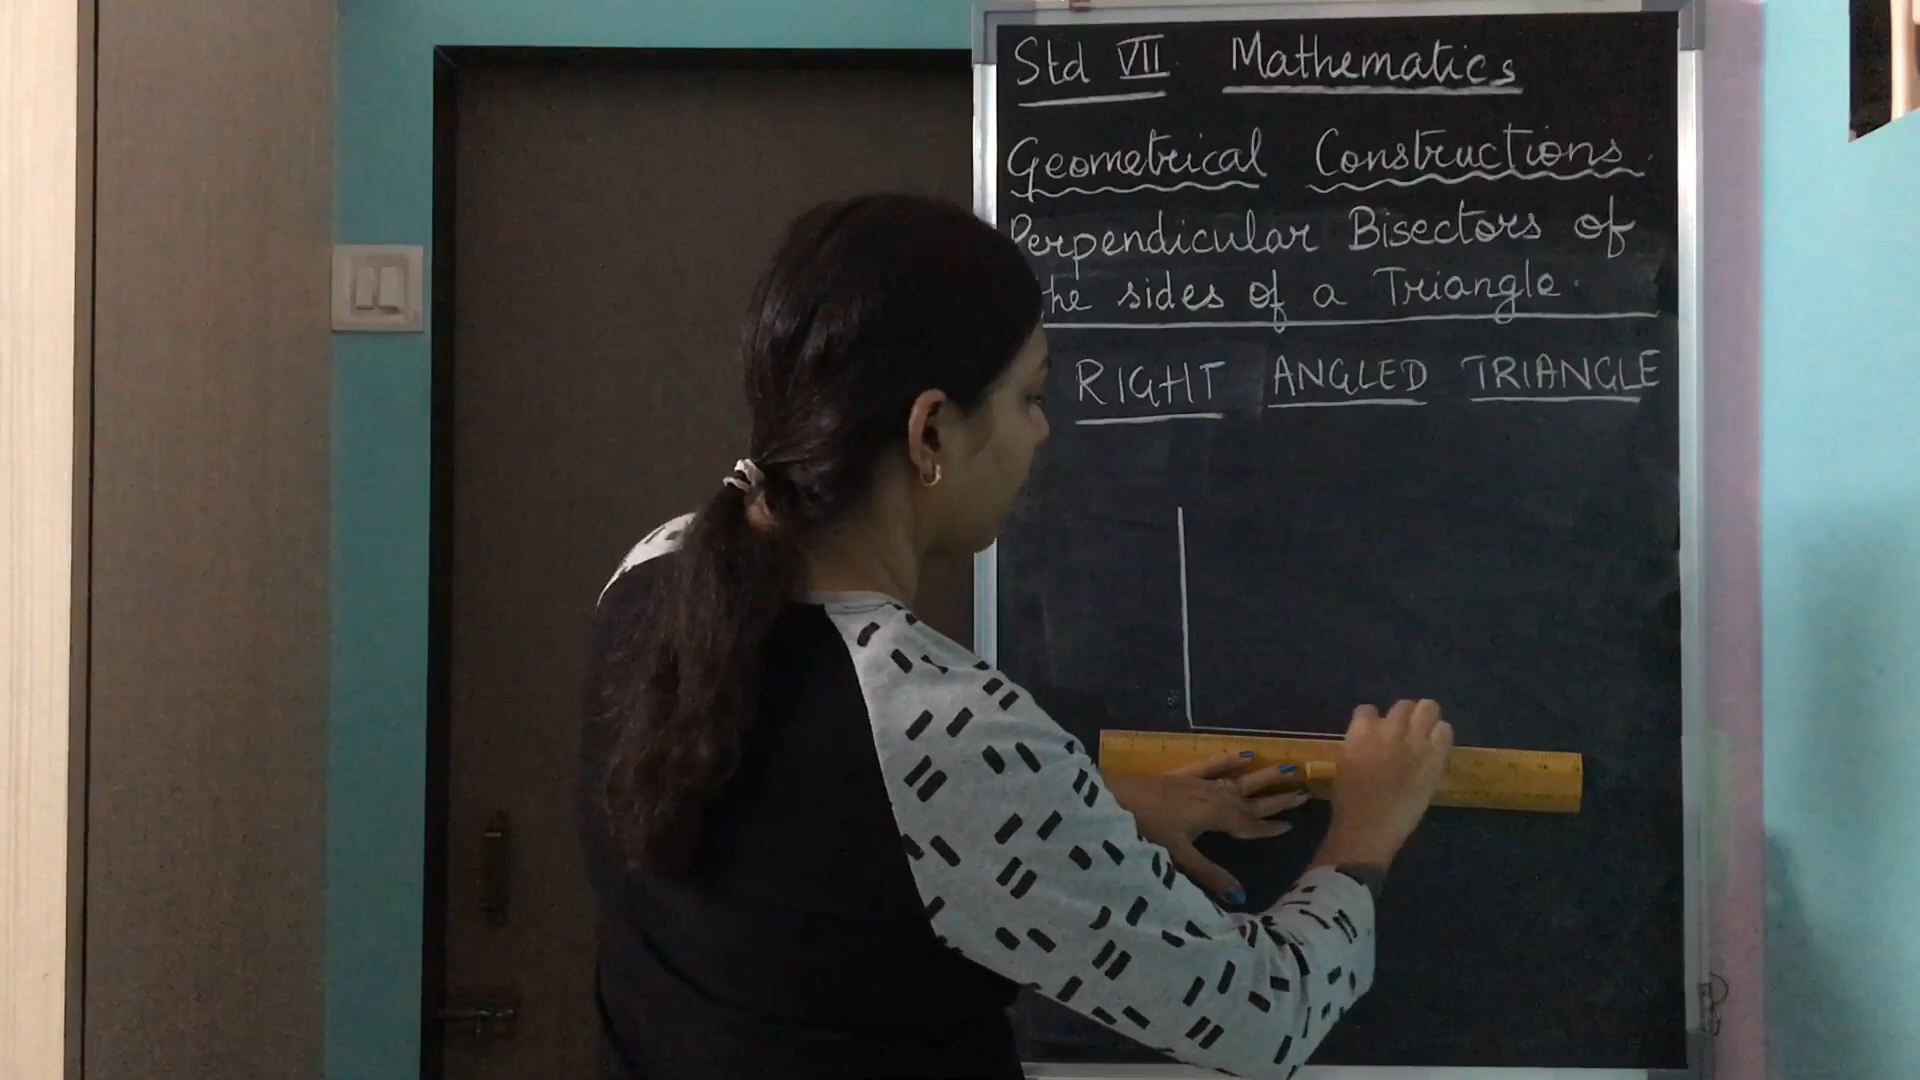 Std VII Mathematics
Geometrical Constructions.
Perpendicular Bisectors of
the sides of a Triangle.
RIGHT ANGLED TRIANGLE